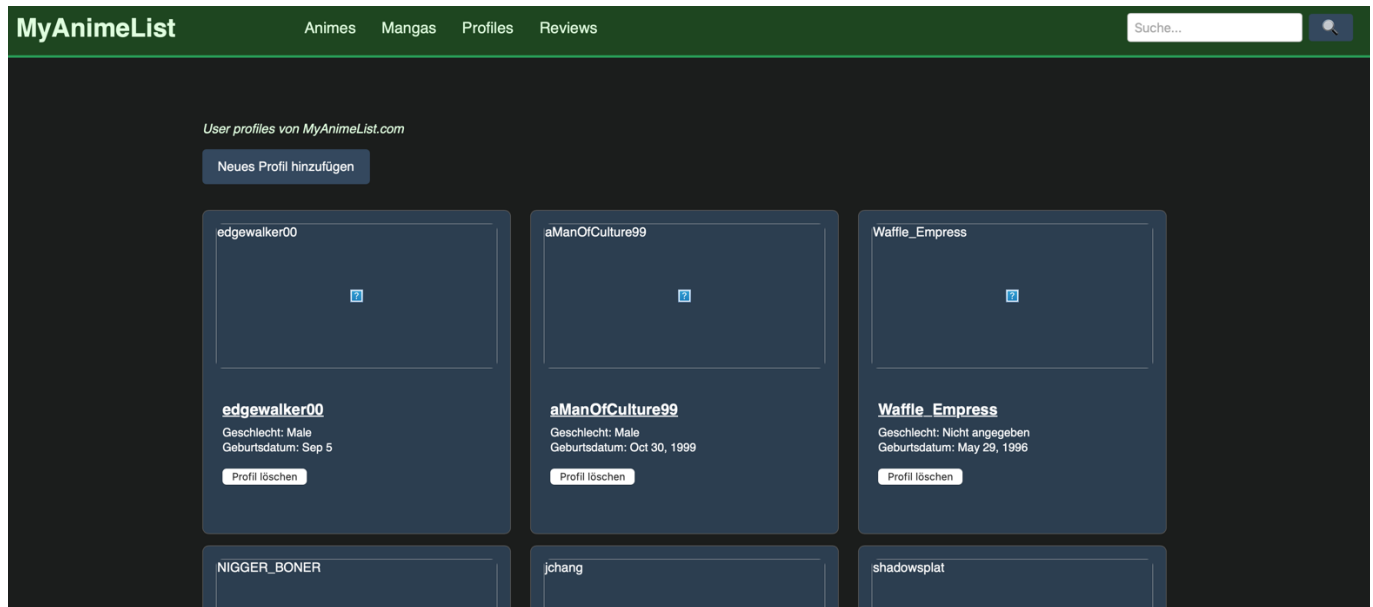 MyAnimeList Animes Mangas Profiles Reviews Suche...
User profiles von MyAnimeList.com
Neues Profil hinzufügen
edgewalker00 aManOfCulture99 Waffle_Empress
edgewalker00 aManOfCulture99 Waffle_Empress
Geschlecht: Male Geschlecht: Male Geschlecht: Nicht angegeben
Geburtsdatum: Sep 5 Geburtsdatum: Oct 30, 1999 Geburtsdatum: May 29, 1996
Profil löschen Profil löschen Profil löschen
NIGGER_BONER jchang shadowsplat